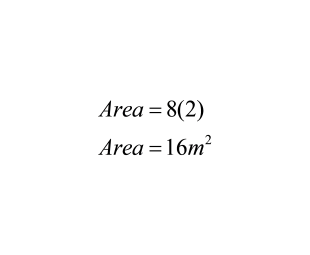 Area = 8(2)
Area = 16m²